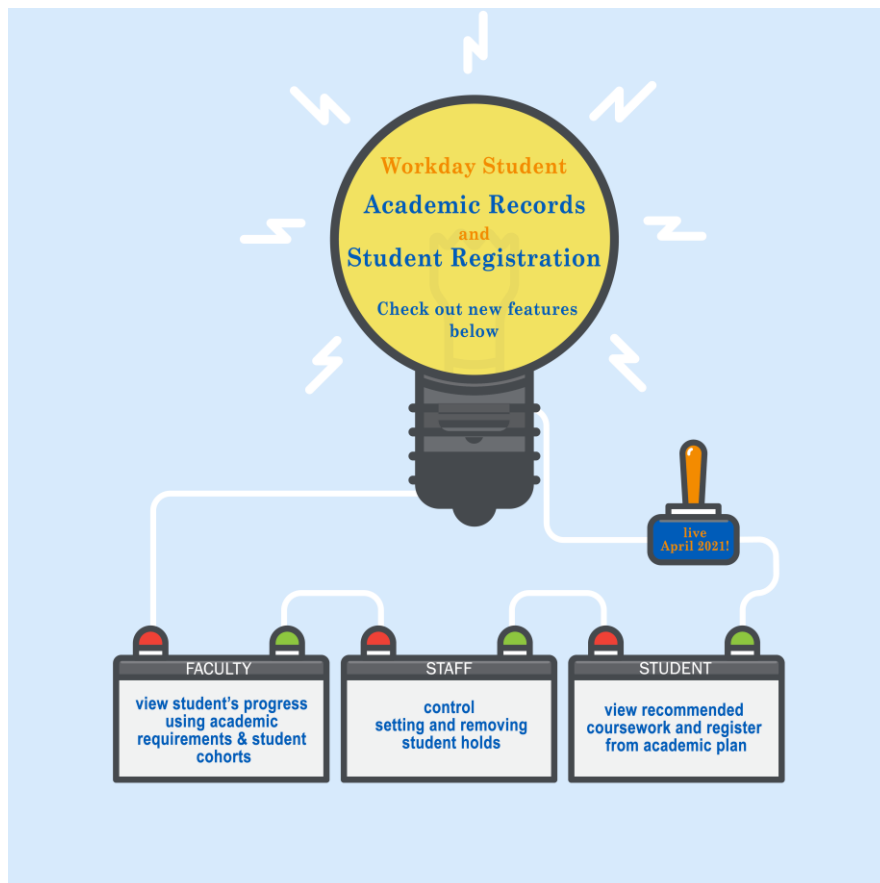 Workday Student
Academic Records
and
Student Registration
Check out new features
below
live
April 2021!
FACULTY
view student's progress
using academic
requirements & student
cohorts
STAFF
control
setting and removing
student holds
STUDENT
view recommended
coursework and register
from academic plan